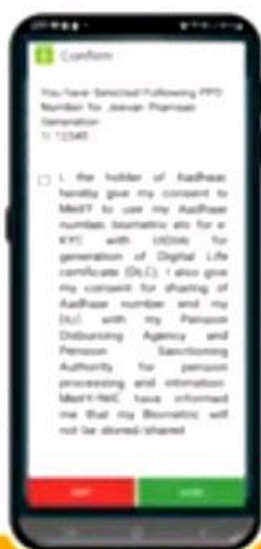 Confirm
You have Selected Following PPO
Number for Jeevan Pramaan
Generation
1) 12345
I, the holder of Aadhaar,
hereby give my consent to
MeitY to use my Aadhaar
number, biometric etc for e-
KYC with UIDAI for
generation of Digital Life
certificate (DLC). I also give
my consent for sharing of
Aadhaar number and my
DLC with my Pension
Disbursing Agency and
Pension Sanctioning
Authority for pension
processing and intimation.
MeitY/NIC have informed
me that my Biometric will
not be stored/shared